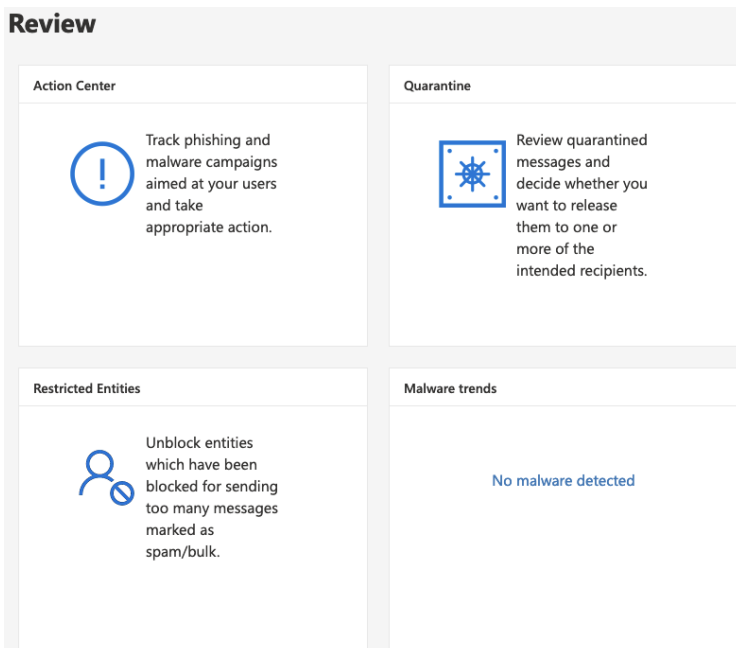 Review
Action Center
Track phishing and
malware campaigns
aimed at your users
and take
appropriate action.
Quarantine
Review quarantined
messages and
decide whether you
want to release
them to one or
more of the
intended recipients.
Restricted Entities
Unblock entities
which have been
blocked for sending
too many messages
marked as
spam/bulk.
Malware trends
No malware detected